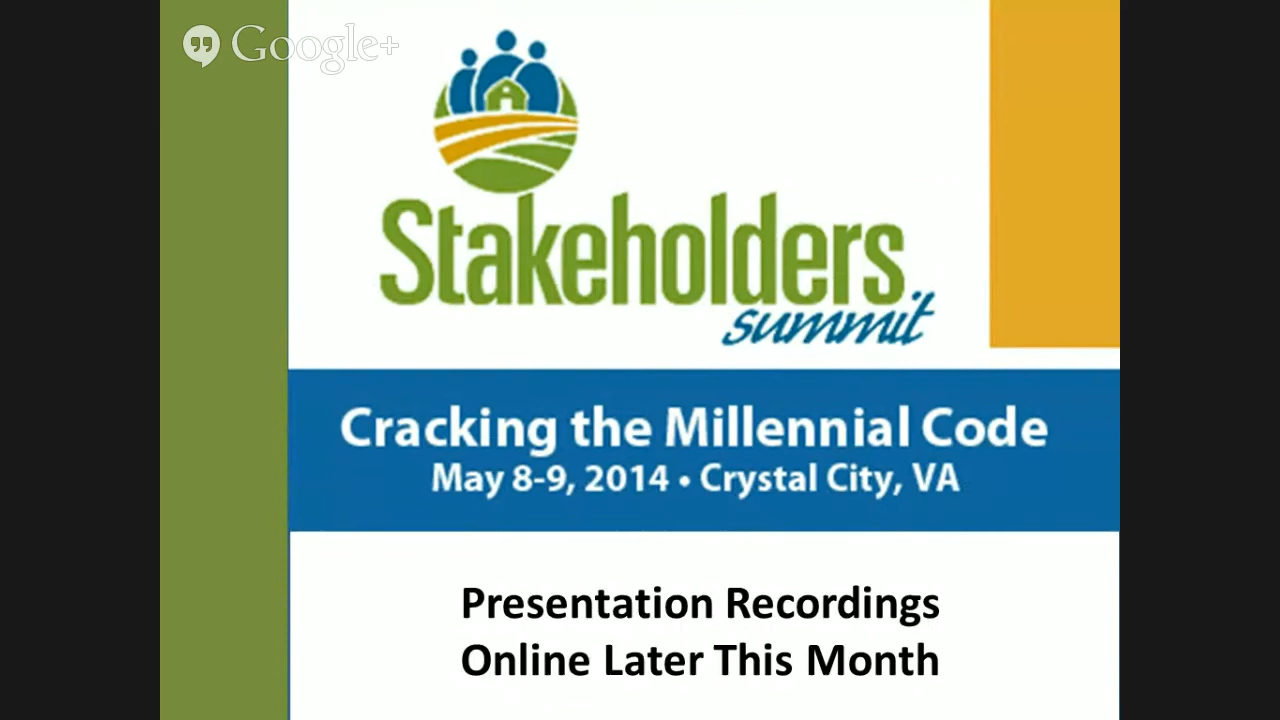 Google+
Stakeholders
summit
Cracking the Millennial Code
May 8-9, 2014 • Crystal City, VA
Presentation Recordings
Online Later This Month